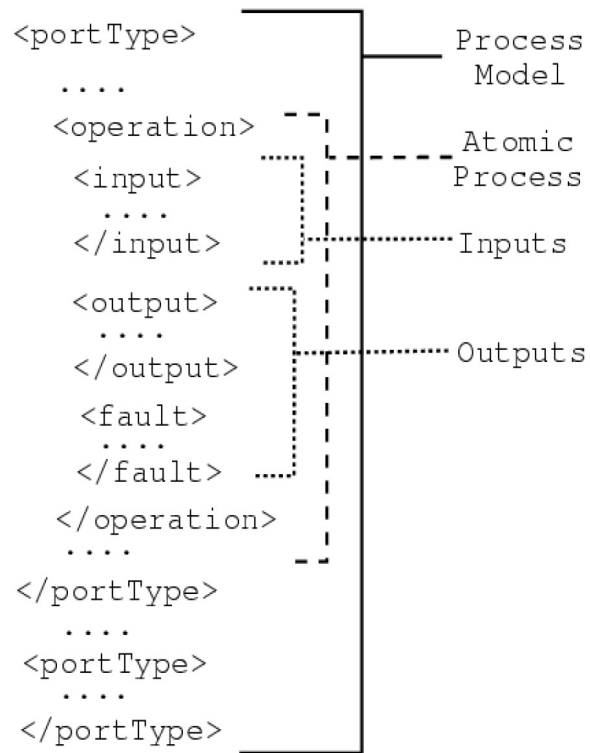 <portType>
....
<operation>
<input>
....
</input>
<output>
....
</output>
<fault>
....
</fault>
</operation>
....
</portType>
....
<portType>
....
</portType>
Process
Model
Atomic
Process
Inputs
Outputs